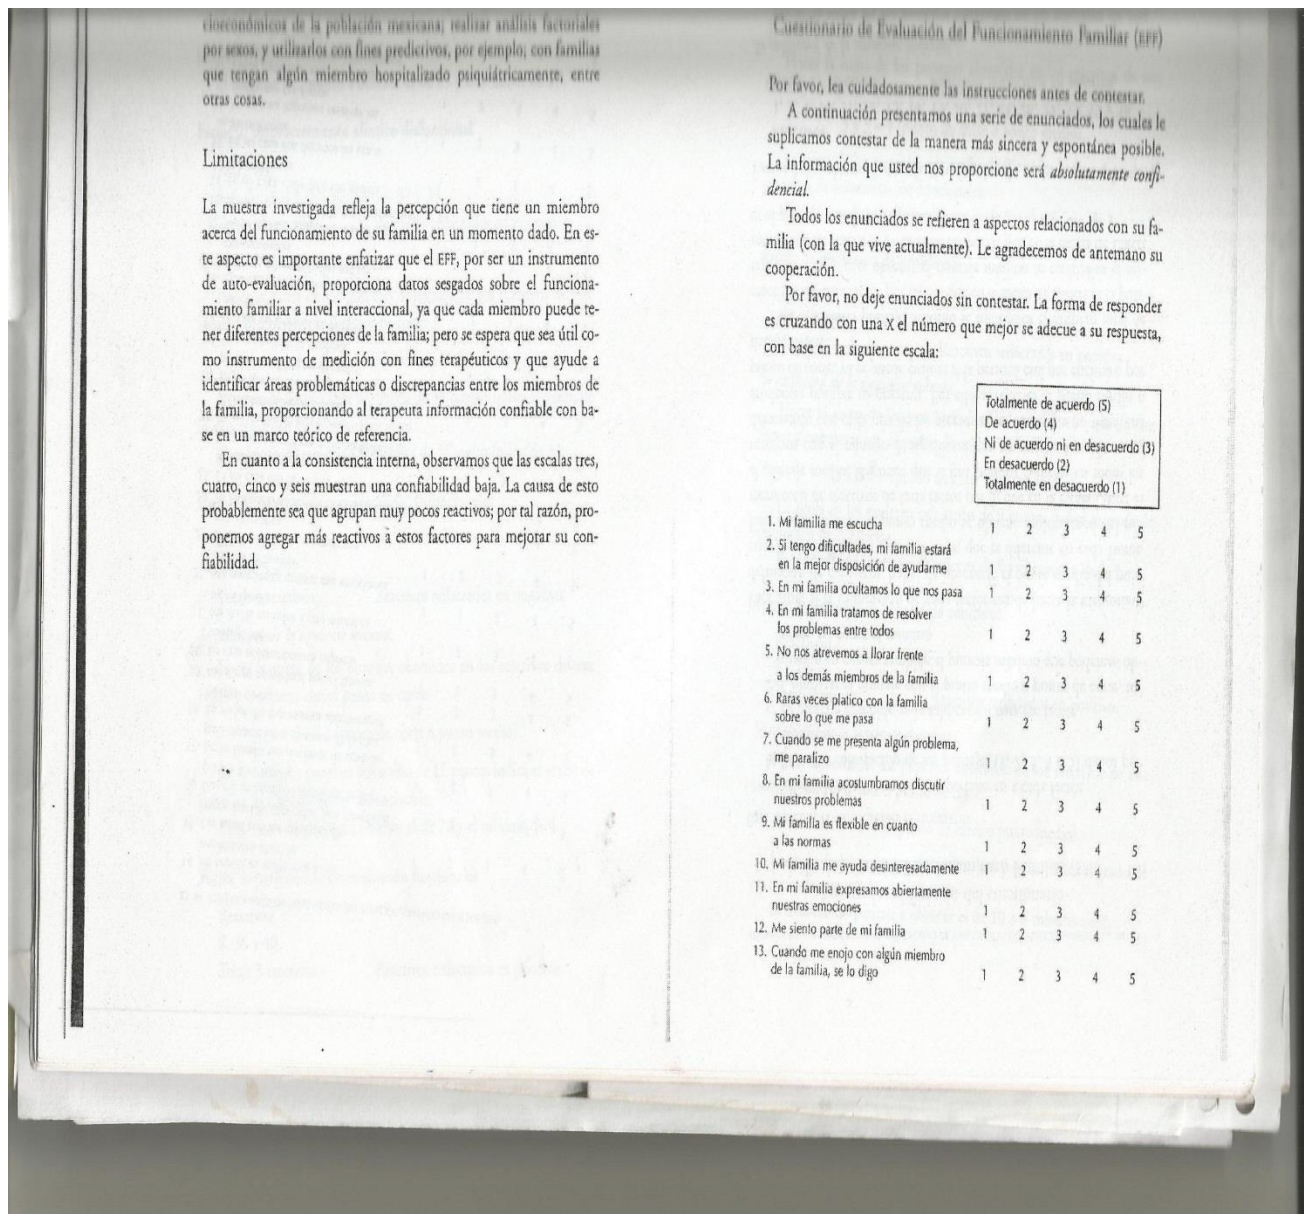 cioeconómicos de la población mexicana; realizar análisis factoriales
por sexos, y utilizarlos con fines predictivos, por ejemplo; con familias
que tengan algún miembro hospitalizado psiquiátricamente, entre
otras cosas.
Limitaciones
La muestra investigada refleja la percepción que tiene un miembro
acerca del funcionamiento de su familia en un momento dado. En es-
te aspecto es importante enfatizar que el EFF, por ser un instrumento
de auto-evaluación, proporciona datos sesgados sobre el funciona-
miento familiar a nivel interaccional, ya que cada miembro puede te-
ner diferentes percepciones de la familia; pero se espera que sea útil co-
mo instrumento de medición con fines terapéuticos y que ayude a
identificar áreas problemáticas o discrepancias entre los miembros de
la familia, proporcionando al terapeuta información confiable con ba-
se en un marco teórico de referencia.
En cuanto a la consistencia interna, observamos que las escalas tres,
cuatro, cinco y seis muestran una confiabilidad baja. La causa de esto
probablemente sea que agrupan muy pocos reactivos; por tal razón, pro-
ponemos agregar más reactivos a estos factores para mejorar su con-
fiabilidad.
Cuestionario de Evaluación del Funcionamiento Familiar (EFF)
Por favor, lea cuidadosamente las instrucciones antes de contestar.
A continuación presentamos una serie de enunciados, los cuales le
suplicamos contestar de la manera más sincera y espontánea posible.
La información que usted nos proporcione será absolutamente confi-
dencial.
Todos los enunciados se refieren a aspectos relacionados con su fa-
milia (con la que vive actualmente). Le agradecemos de antemano su
cooperación.
Por favor, no deje enunciados sin contestar. La forma de responder
es cruzando con una X el número que mejor se adecue a su respuesta,
con base en la siguiente escala:
Totalmente de acuerdo (5)
De acuerdo (4)
Ni de acuerdo ni en desacuerdo (3)
En desacuerdo (2)
Totalmente en desacuerdo (1)
1. Mi familia me escucha 1 2 3 4 5
2. Si tengo dificultades, mi familia estará
en la mejor disposición de ayudarme 1 2 3 4 5
3. En mi familia ocultamos lo que nos pasa 1 2 3 4 5
4. En mi familia tratamos de resolver
los problemas entre todos 1 2 3 4 5
5. No nos atrevemos a llorar frente
a los demás miembros de la familia 1 2 3 4 5
6. Raras veces platico con la familia
sobre lo que me pasa 1 2 3 4 5
7. Cuando se me presenta algún problema,
me paralizo 1 2 3 4 5
8. En mi familia acostumbramos discutir
nuestros problemas 1 2 3 4 5
9. Mi familia es flexible en cuanto
a las normas 1 2 3 4 5
10. Mi familia me ayuda desinteresadamente 1 2 3 4 5
11. En mi familia expresamos abiertamente
nuestras emociones 1 2 3 4 5
12. Me siento parte de mi familia 1 2 3 4 5
13. Cuando me enojo con algún miembro
de la familia, se lo digo 1 2 3 4 5